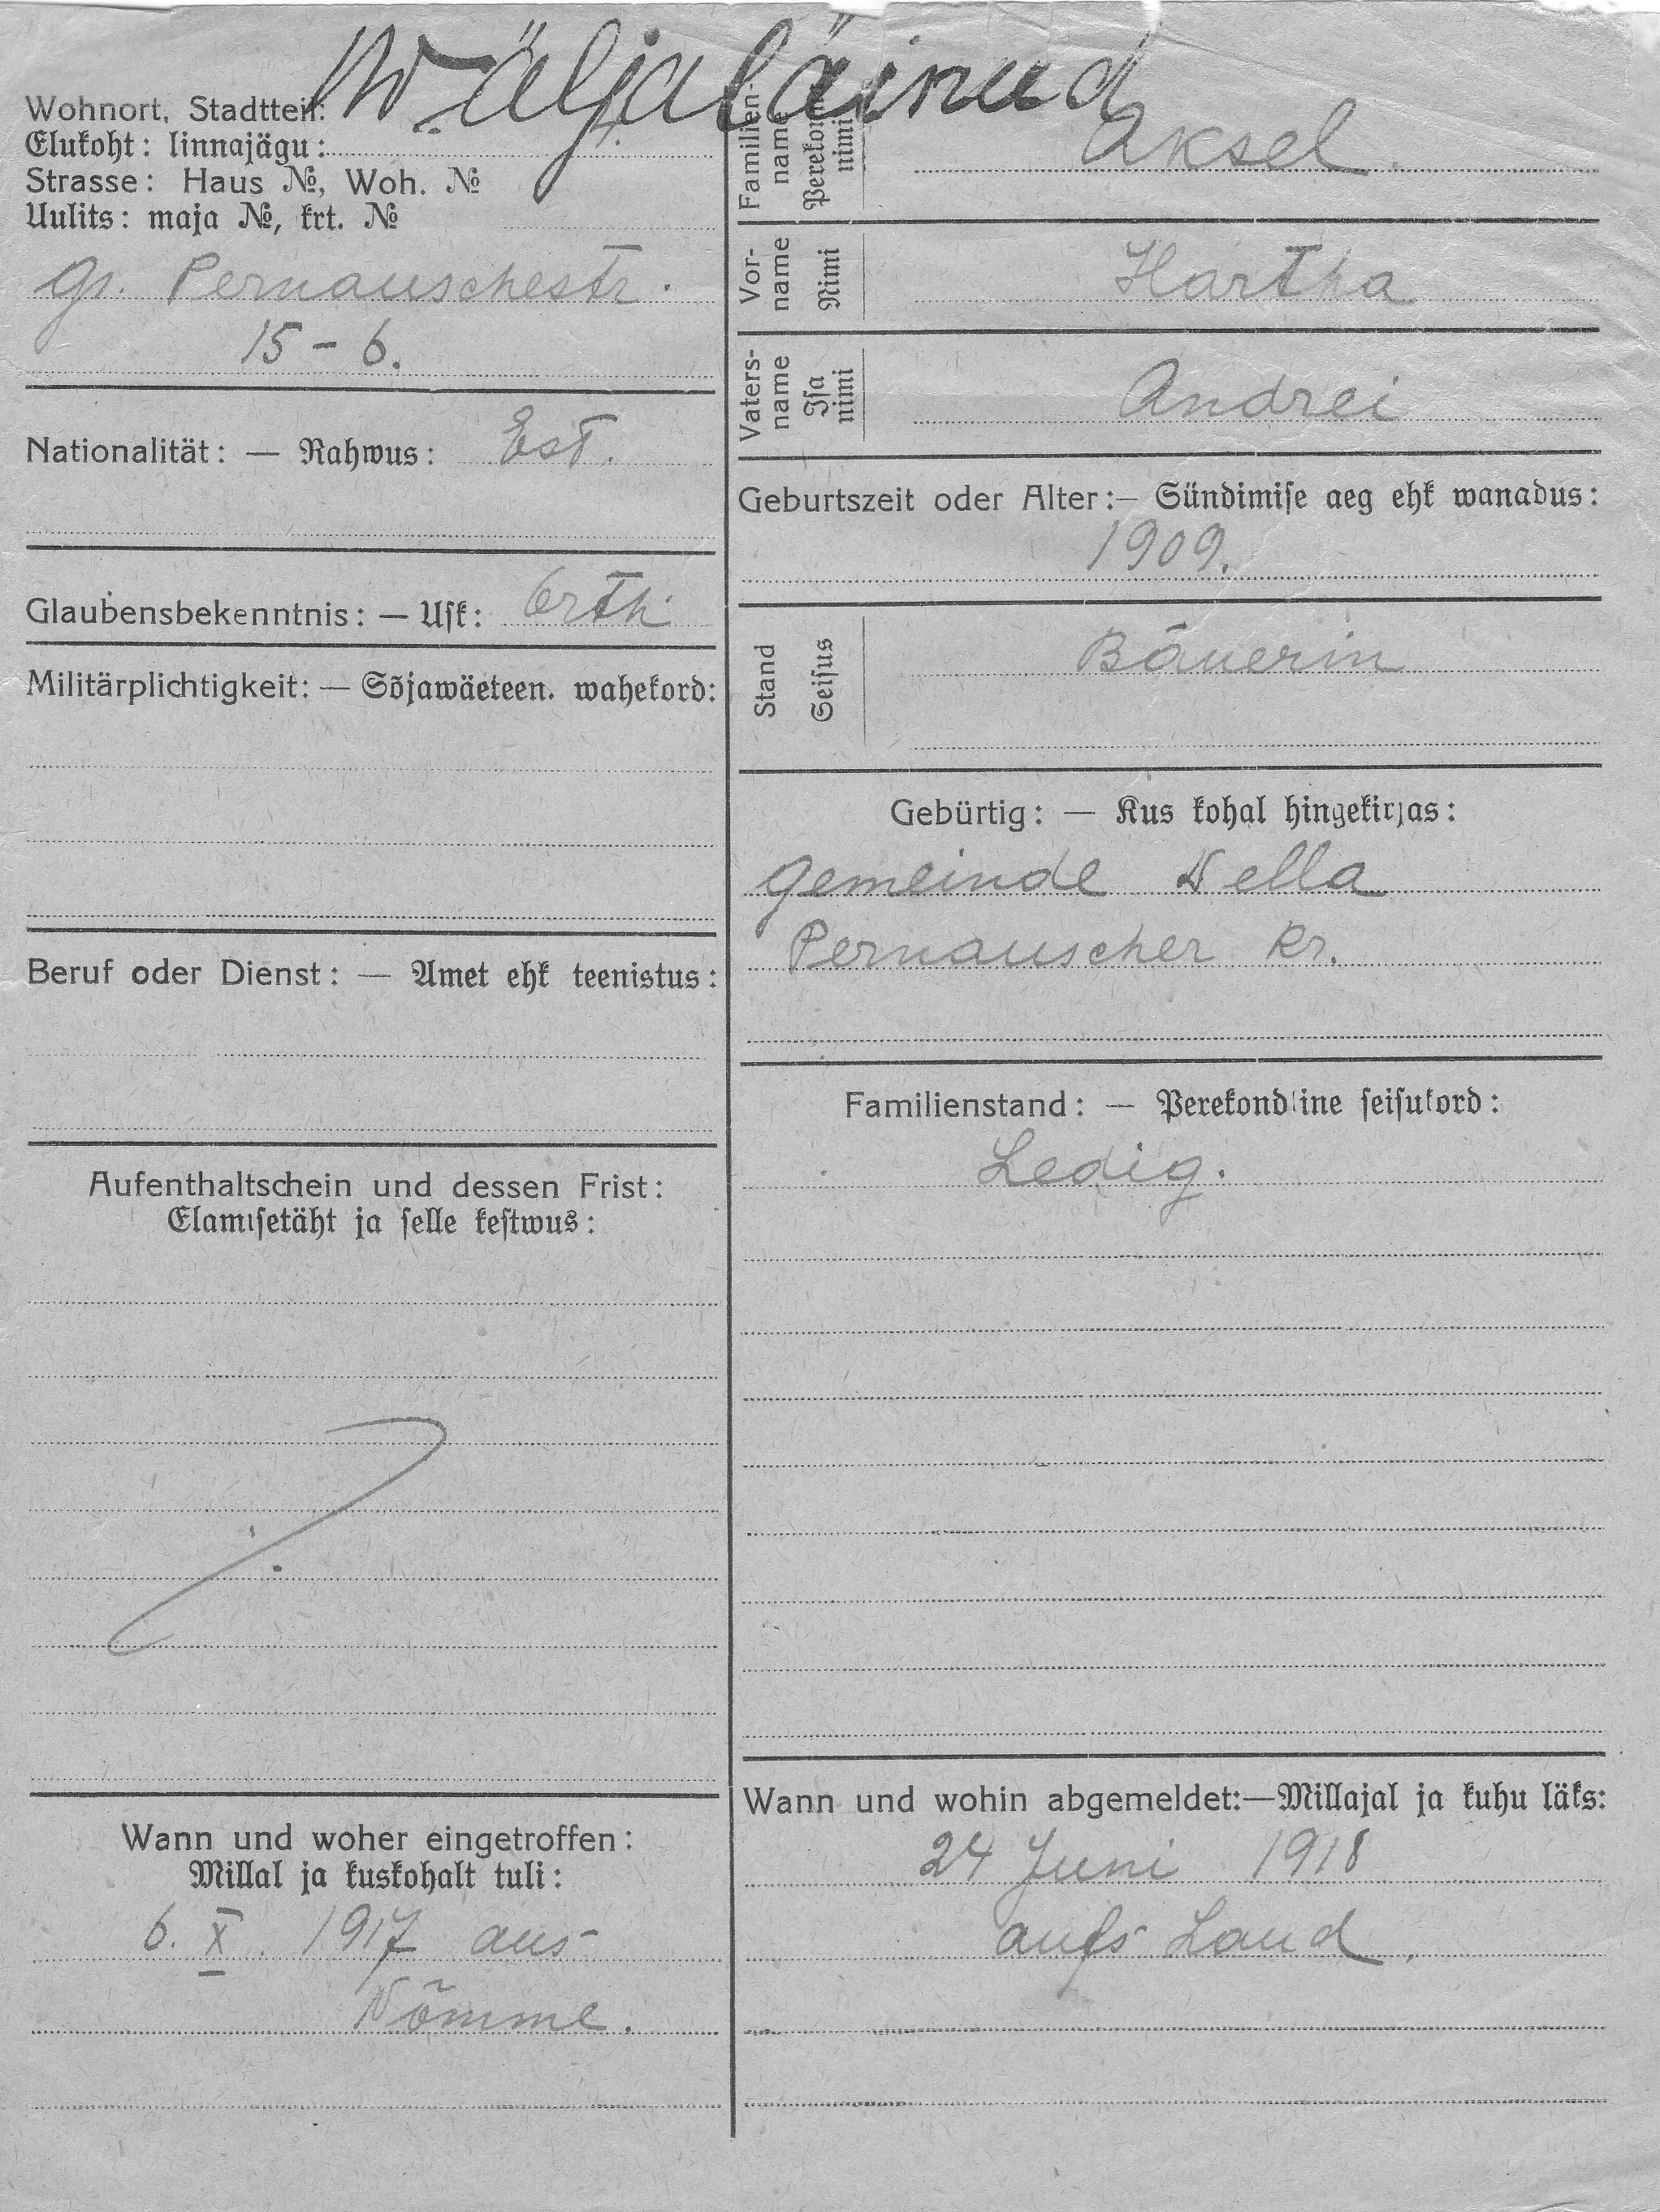 Wäljaläinud
Wohnort, Stadtteil:
Elukoht: linnajägu:
Strasse: Haus №, Woh. №
Uulits: maja №, krt. №
Gr. Pernauschestr.
15 – 6.
Nationalität: — Rahwus: Est.
Glaubensbekenntnis: — Usk: Orth.
Militärplichtigkeit: — Sõjawäeteen. wahekord:
Beruf oder Dienst: — Amet ehk teenistus:
Aufenthaltschein und dessen Frist:
Elamisetäht ja selle kestwus:
Wann und woher eingetroffen:
Millal ja kuskohalt tuli:
6. X. 1917 aus
Nõmme.
Familien-
name
Perekonn
nimi
Aksel
Vor-
name
Nimi
Hartha
Vaters-
name
Isa
nimi
Andrei
Geburtszeit oder Alter:— Sündimise aeg ehk wanadus:
1909.
Stand
Seisus
Bäuerin
Gebürtig: — Kus kohal hingekirjas:
Gemeinde Wella
Pernauscher Kr.
Familienstand: — Perekondline seisukord:
Ledig.
Wann und wohin abgemeldet:—Millajal ja kuhu läks:
24 Juni 1918
aufs Land.